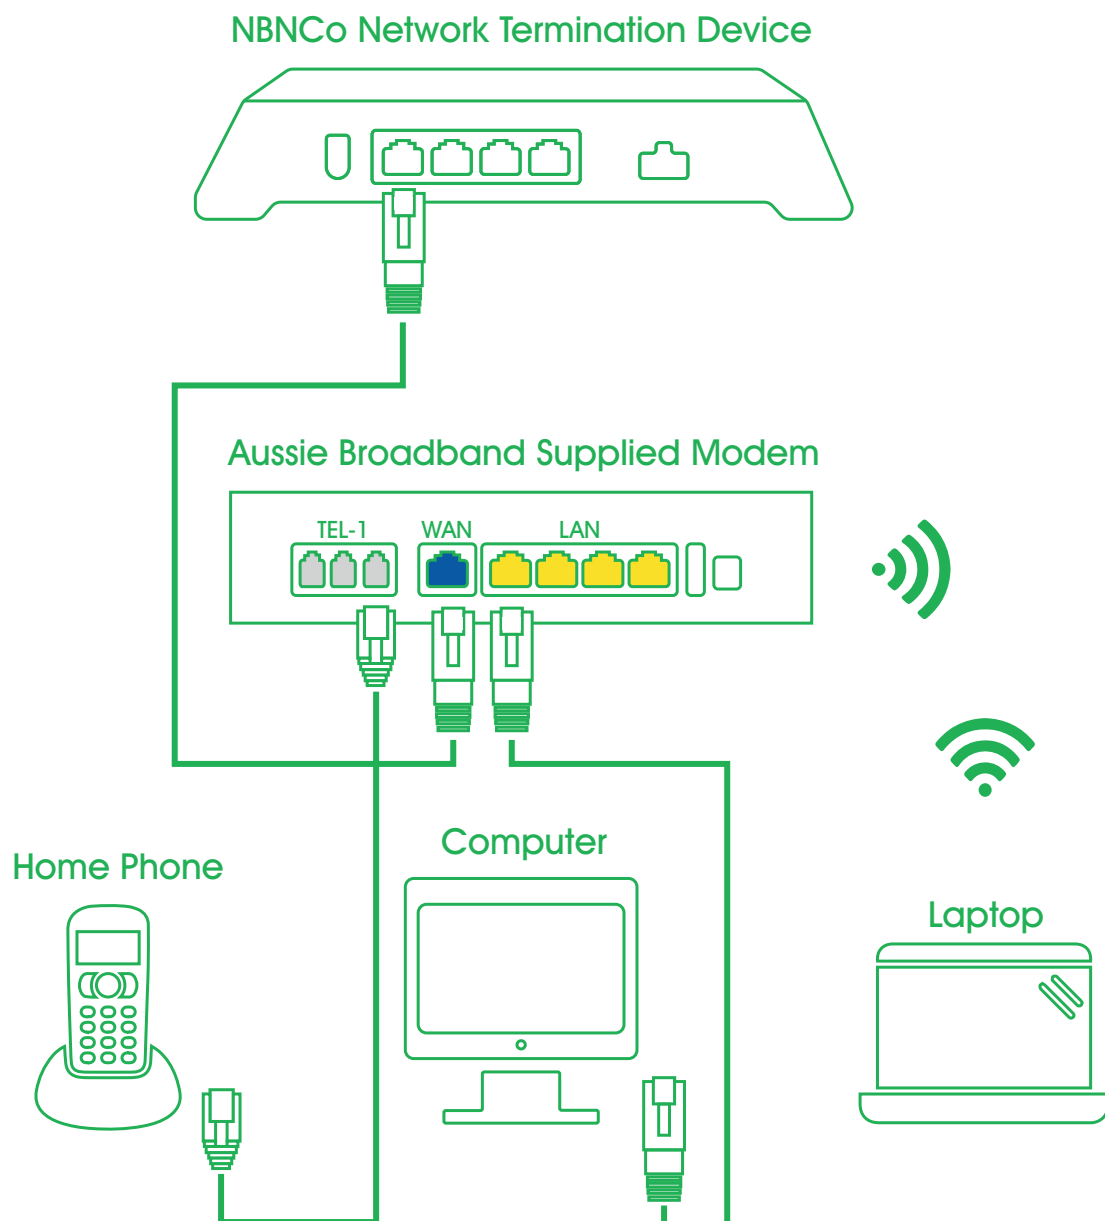 NBNCo Network Termination Device
Aussie Broadband Supplied Modem
TEL-1
WAN
LAN
Computer
Home Phone
Laptop